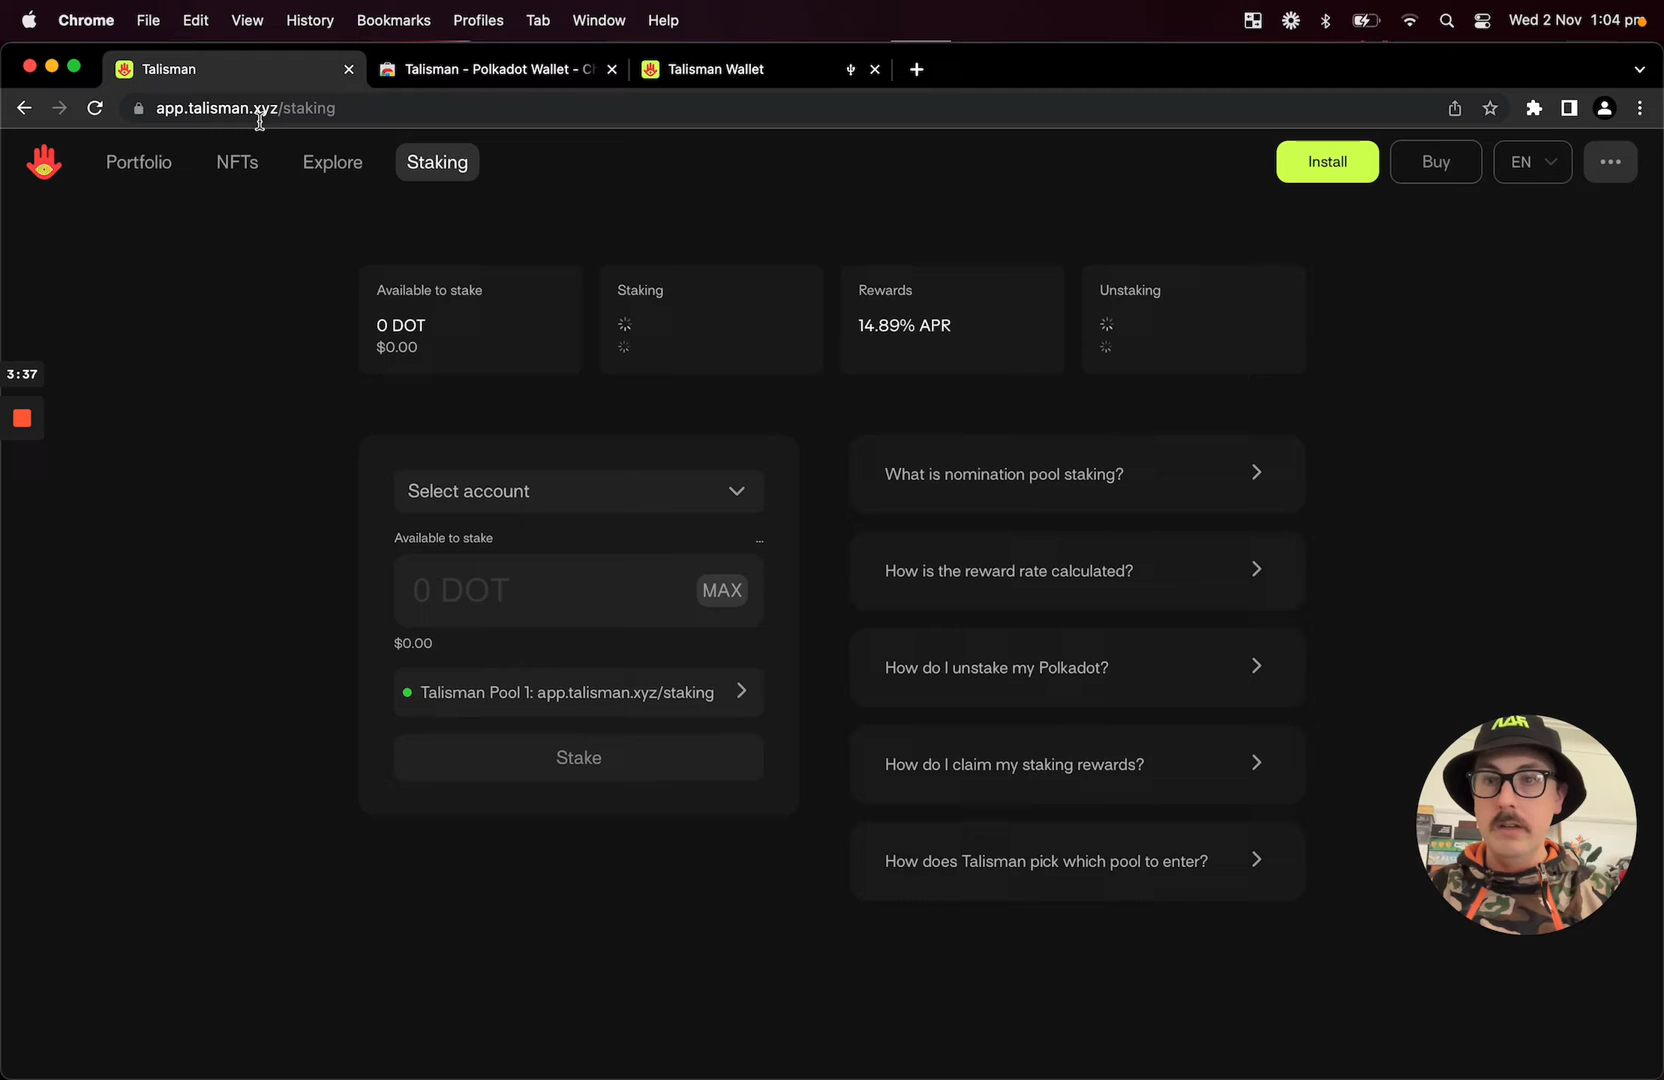 Chrome File Edit View History Bookmarks Profiles Tab Window Help Wed 2 Nov 1:04 pm
Talisman Talisman - Polkadot Wallet - Ch Talisman Wallet
app.talisman.xyz/staking
Portfolio NFTs Explore Staking Install Buy EN
Available to stake Staking Rewards Unstaking
0 DOT 14.89% APR
$0.00
3:37
Select account
Available to stake ...
0 DOT MAX
$0.00
Talisman Pool 1: app.talisman.xyz/staking
Stake
What is nomination pool staking?
How is the reward rate calculated?
How do I unstake my Polkadot?
How do I claim my staking rewards?
How does Talisman pick which pool to enter?